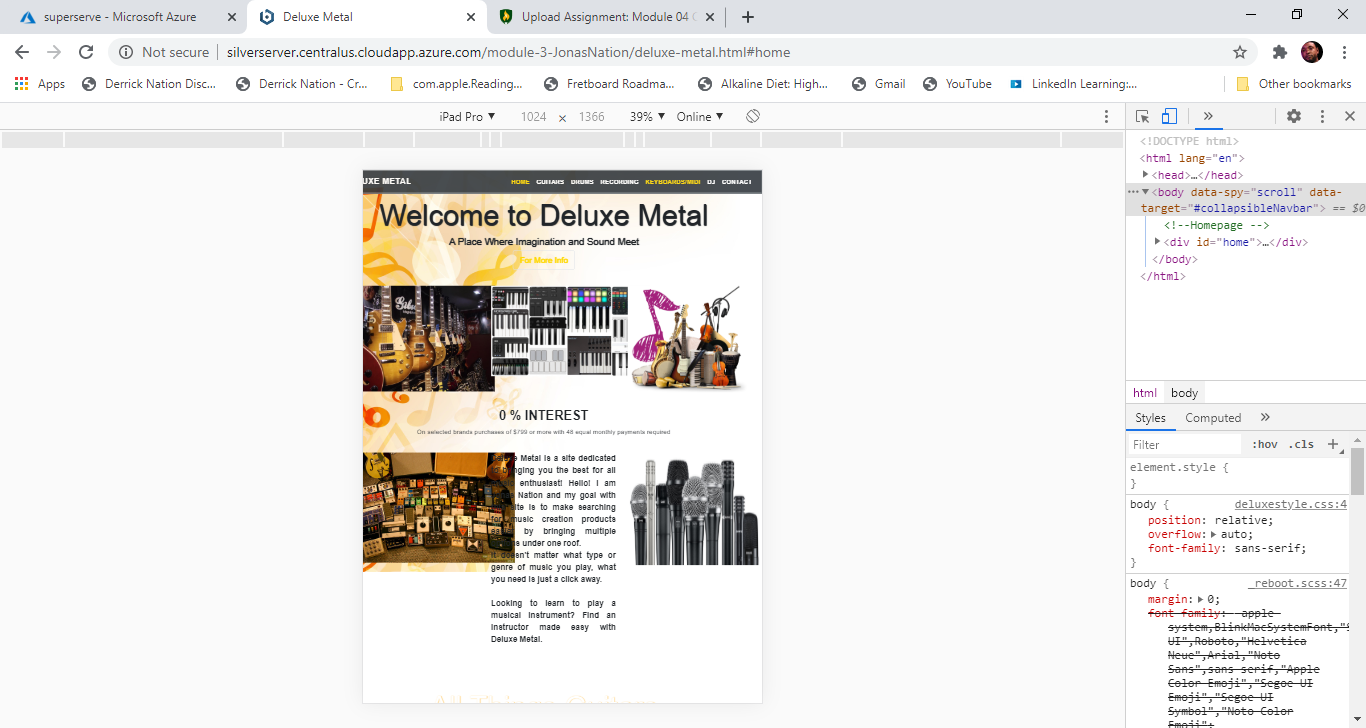 superserve - Microsoft Azure
Deluxe Metal
Upload Assignment: Module 04 C
Not secure
silverserver.centralus.cloudapp.azure.com/module-3-JonasNation/deluxe-metal.html#home
Apps
Derrick Nation Disc...
Derrick Nation - Cr...
com.apple.Reading...
Fretboard Roadma...
Alkaline Diet: High...
Gmail
YouTube
LinkedIn Learning:...
Other bookmarks
iPad Pro ▼ 1024 × 1366 39% ▼ Online ▼
UXE METAL
HOME GUITARS DRUMS RECORDING KEYBOARDS/MIDI DJ CONTACT
Welcome to Deluxe Metal
A Place Where Imagination and Sound Meet
For More Info
Gibson
0 % INTEREST
On selected brands purchases of $799 or more with 48 equal monthly payments required
Metal is a site dedicated
bringing you the best for all
enthusiast! Hello! I am
Nation and my goal with
site is to make searching
for music creation products
by bringing multiple
under one roof.
It doesn't matter what type or
genre of music you play, what
you need is just a click away.
Looking to learn to play a
musical instrument? Find an
Instructor made easy with
Deluxe Metal.
All Things Guitars
<!DOCTYPE html>
<html lang="en">
<head>…</head>
<body data-spy="scroll" data-
target="#collapsibleNavbar"> == $0
<!--Homepage -->
<div id="home">…</div>
</body>
</html>
html body
Styles Computed »
Filter :hov .cls +
element.style {
}
body { deluxestyle.css:4
position: relative;
overflow: auto;
font-family: sans-serif;
}
body { _reboot.scss:47
margin: 0;
font-family: -apple-
system,BlinkMacSystemFont,"S
UI",Roboto,"Helvetica
Neue",Arial,"Noto
Sans",sans-serif,"Apple
Color Emoji","Segoe UI
Emoji","Segoe UI
Symbol","Noto Color
Emoji";